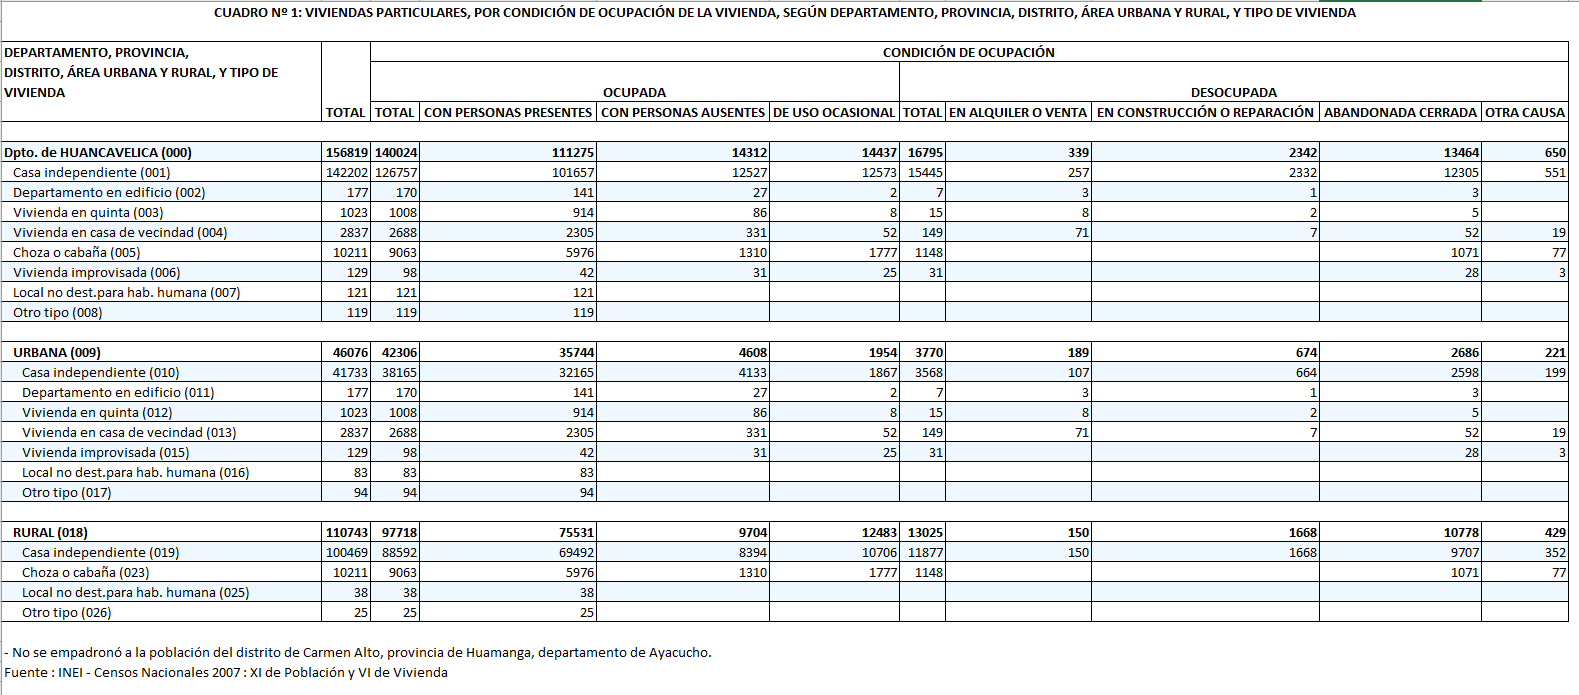 CUADRO Nº 1: VIVIENDAS PARTICULARES, POR CONDICIÓN DE OCUPACIÓN DE LA VIVIENDA, SEGÚN DEPARTAMENTO, PROVINCIA, DISTRITO, ÁREA URBANA Y RURAL, Y TIPO DE VIVIENDA
DEPARTAMENTO, PROVINCIA,
DISTRITO, ÁREA URBANA Y RURAL, Y TIPO DE
VIVIENDA
CONDICIÓN DE OCUPACIÓN
OCUPADA DESOCUPADA
TOTAL TOTAL CON PERSONAS PRESENTES CON PERSONAS AUSENTES DE USO OCASIONAL TOTAL EN ALQUILER O VENTA EN CONSTRUCCIÓN O REPARACIÓN ABANDONADA CERRADA OTRA CAUSA
Dpto. de HUANCAVELICA (000) 156819 140024 111275 14312 14437 16795 339 2342 13464 650
Casa independiente (001) 142202 126757 101657 12527 12573 15445 257 2332 12305 551
Departamento en edificio (002) 177 170 141 27 2 7 3 1 3
Vivienda en quinta (003) 1023 1008 914 86 8 15 8 2 5
Vivienda en casa de vecindad (004) 2837 2688 2305 331 52 149 71 7 52 19
Choza o cabaña (005) 10211 9063 5976 1310 1777 1148 1071 77
Vivienda improvisada (006) 129 98 42 31 25 31 28 3
Local no dest.para hab. humana (007) 121 121 121
Otro tipo (008) 119 119 119
URBANA (009) 46076 42306 35744 4608 1954 3770 189 674 2686 221
Casa independiente (010) 41733 38165 32165 4133 1867 3568 107 664 2598 199
Departamento en edificio (011) 177 170 141 27 2 7 3 1 3
Vivienda en quinta (012) 1023 1008 914 86 8 15 8 2 5
Vivienda en casa de vecindad (013) 2837 2688 2305 331 52 149 71 7 52 19
Vivienda improvisada (015) 129 98 42 31 25 31 28 3
Local no dest.para hab. humana (016) 83 83 83
Otro tipo (017) 94 94 94
RURAL (018) 110743 97718 75531 9704 12483 13025 150 1668 10778 429
Casa independiente (019) 100469 88592 69492 8394 10706 11877 150 1668 9707 352
Choza o cabaña (023) 10211 9063 5976 1310 1777 1148 1071 77
Local no dest.para hab. humana (025) 38 38 38
Otro tipo (026) 25 25 25
- No se empadronó a la población del distrito de Carmen Alto, provincia de Huamanga, departamento de Ayacucho.
Fuente : INEI - Censos Nacionales 2007 : XI de Población y VI de Vivienda